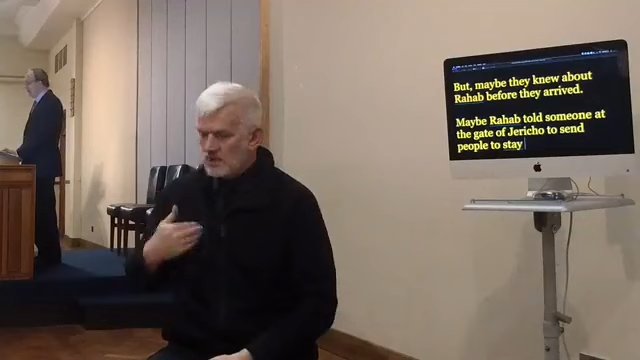 But, maybe they knew about
Rahab before they arrived.
Maybe Rahab told someone at
the gate of Jericho to send
people to stay